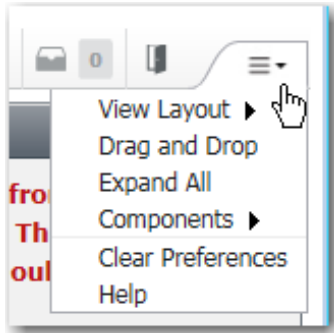 0
View Layout
Drag and Drop
Expand All
Components
Clear Preferences
Help
fro
Th
oul